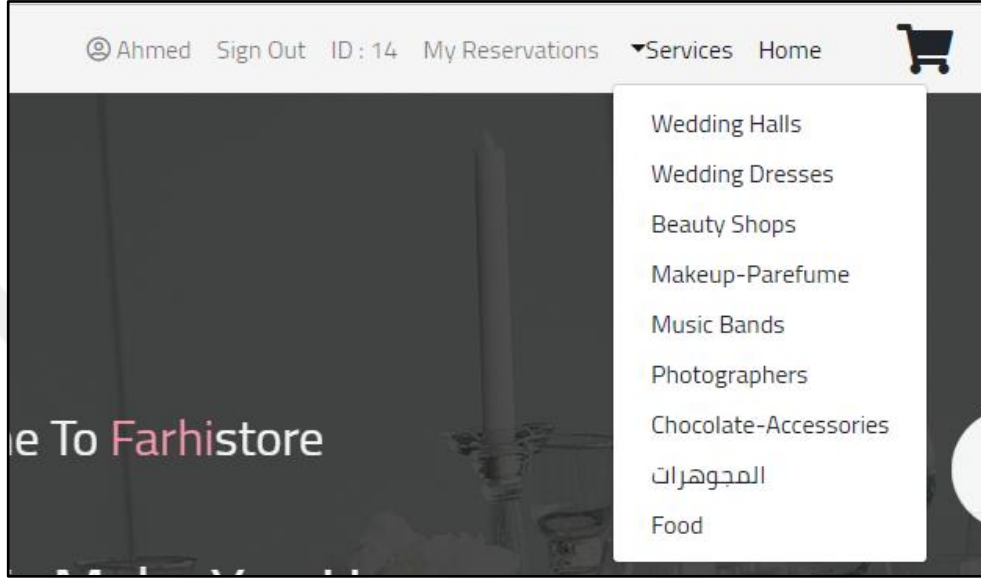 Ahmed Sign Out ID : 14 My Reservations Services Home
Wedding Halls
Wedding Dresses
Beauty Shops
Makeup-Parefume
Music Bands
Photographers
Chocolate-Accessories
المجوهرات
Food
e To Farhistore